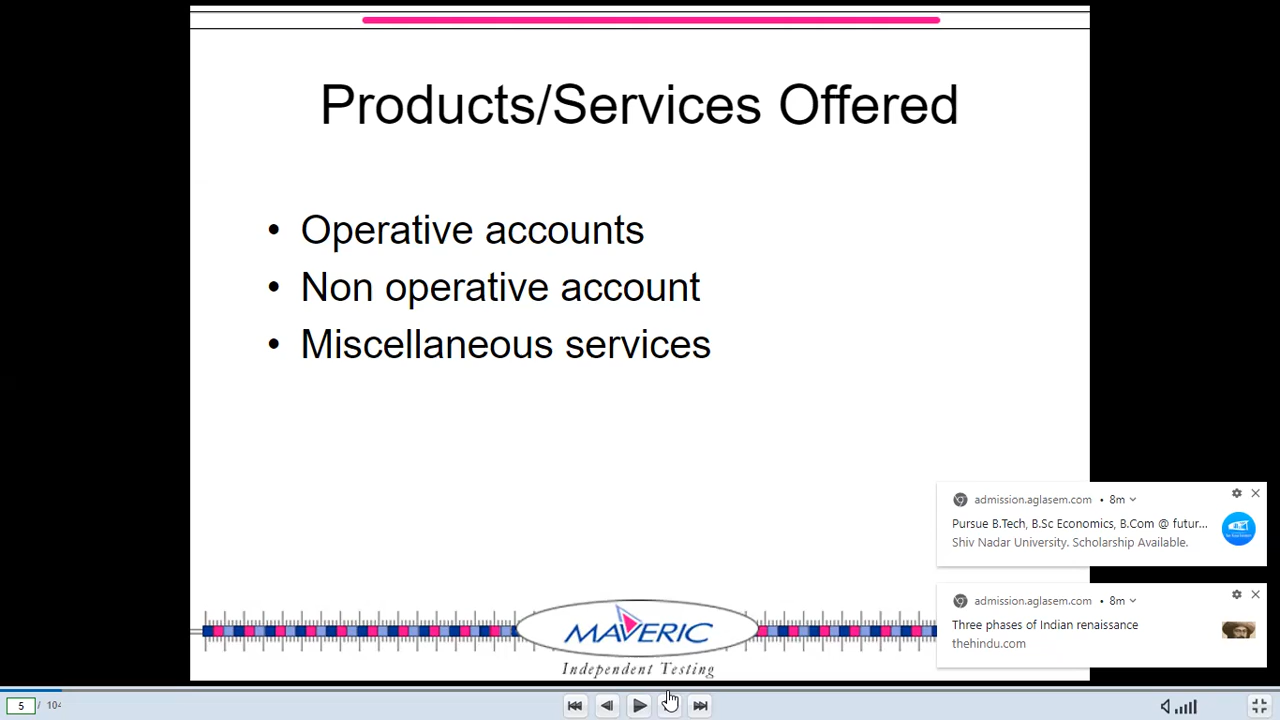 Products/Services Offered
• Operative accounts
• Non operative account
• Miscellaneous services
admission.aglasem.com • 8m
Pursue B.Tech, B.Sc Economics, B.Com @ futur...
Shiv Nadar University. Scholarship Available.
admission.aglasem.com • 8m
Three phases of Indian renaissance
thehindu.com
MAVERIC
Independent Testing
5 / 104